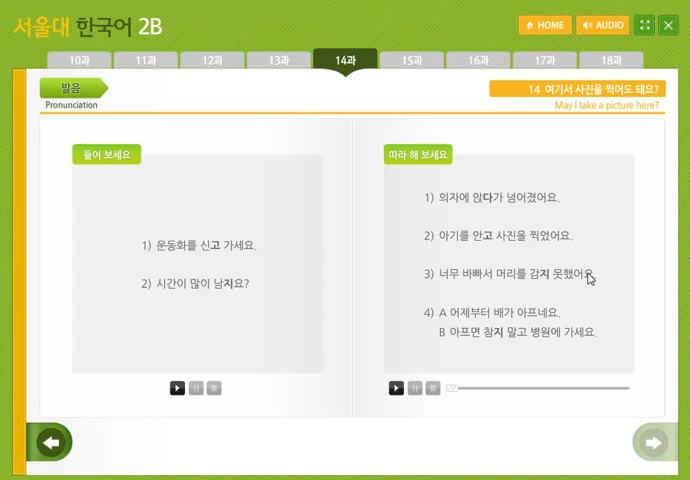 서울대 한국어 2B
HOME
AUDIO
10과
11과
12과
13과
14과
15과
16과
17과
18과
발음
Pronunciation
14 여기서 사진을 찍어도 돼요?
May I take a picture here?
들어 보세요
1) 운동화를 신고 가세요.
2) 시간이 많이 남지요?
따라 해 보세요
1) 의자에 앉다가 넘어졌어요.
2) 아기를 안고 사진을 찍었어요.
3) 너무 바빠서 머리를 감지 못했어요.
4) A 어제부터 배가 아프네요.
B 아프면 참지 말고 병원에 가세요.